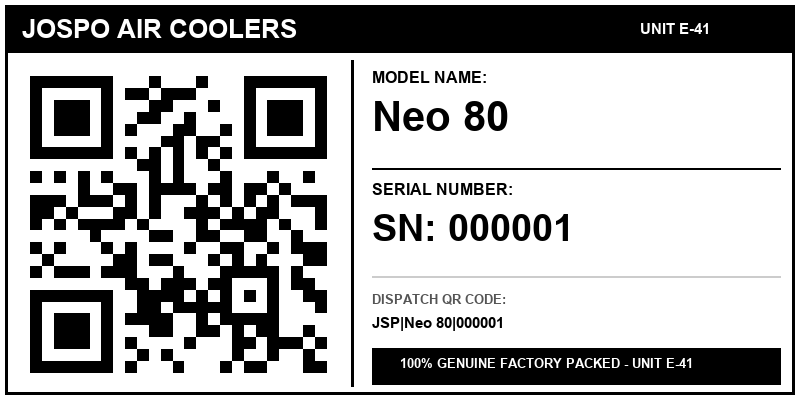 JOSPO AIR COOLERS
UNIT E-41
MODEL NAME:
Neo 80
SERIAL NUMBER:
SN: 000001
DISPATCH QR CODE:
JSP|Neo 80|000001
100% GENUINE FACTORY PACKED - UNIT E-41